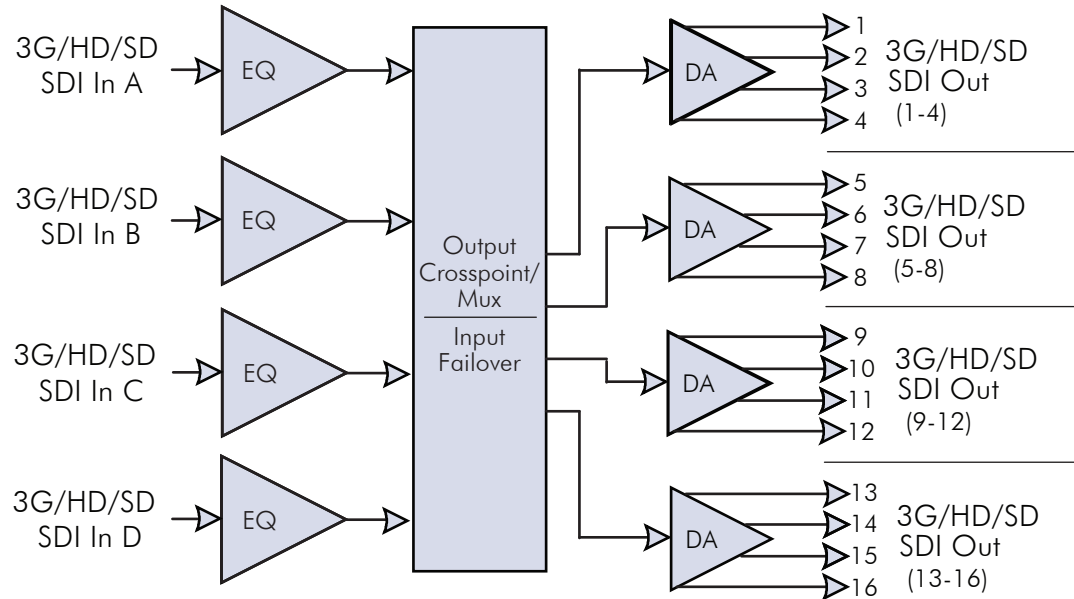 3G/HD/SD
SDI In A
EQ
3G/HD/SD
SDI In B
EQ
3G/HD/SD
SDI In C
EQ
3G/HD/SD
SDI In D
EQ
Output
Crosspoint/
Mux
Input
Failover
DA
1
2
3
4
3G/HD/SD
SDI Out
(1-4)
DA
5
6
7
8
3G/HD/SD
SDI Out
(5-8)
DA
9
10
11
12
3G/HD/SD
SDI Out
(9-12)
DA
13
14
15
16
3G/HD/SD
SDI Out
(13-16)